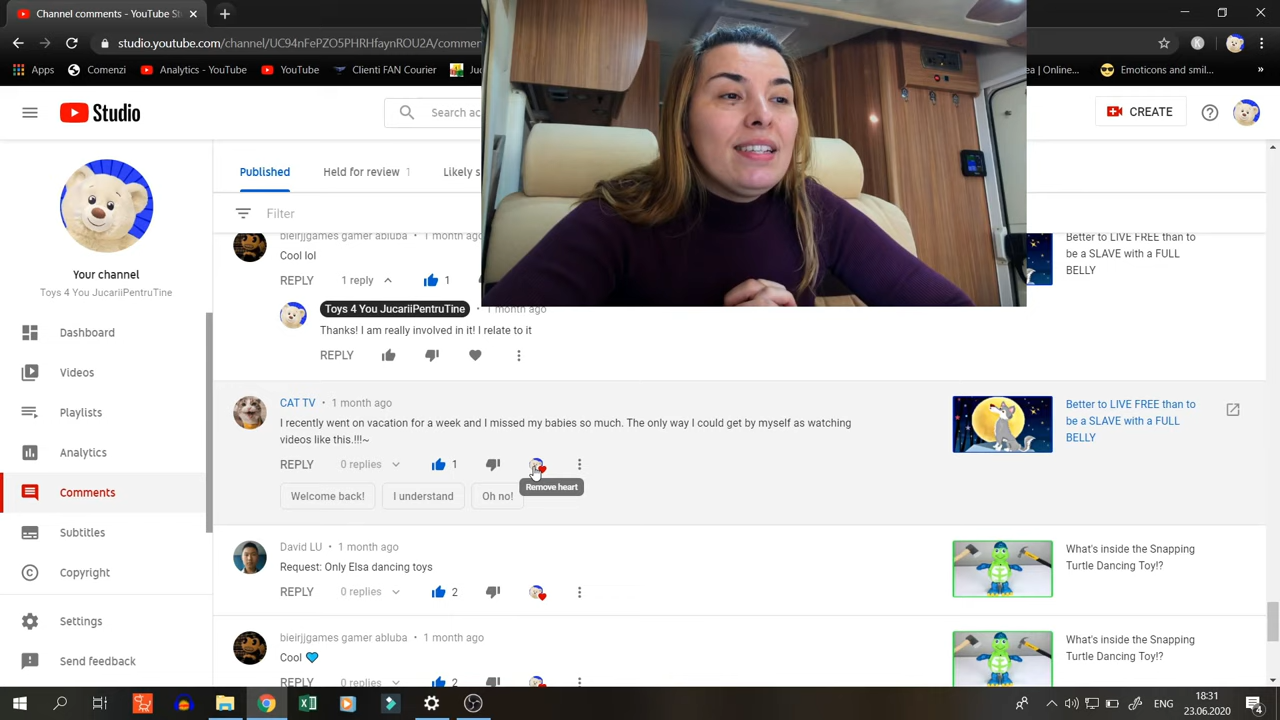 Channel comments - YouTube St
studio.youtube.com/channel/UC94nFePZO5PHRHfaynROU2A/comme
K
Apps
Comenzi
Analytics - YouTube
YouTube
Clienti FAN Courier
Juc
ea | Online...
Emoticons and smil...
Studio
Search ac
CREATE
Your channel
Toys 4 You JucariiPentruTine
Dashboard
Videos
Playlists
Analytics
Comments
Subtitles
Copyright
Settings
Send feedback
Published
Held for review 1
Likely s
Filter
bieirjjgames gamer abluba • 1 month ago
Cool lol
REPLY 1 reply 1
Toys 4 You JucariiPentruTine • 1 month ago
Thanks! I am really involved in it! I relate to it
REPLY
Better to LIVE FREE than to
be a SLAVE with a FULL
BELLY
CAT TV • 1 month ago
I recently went on vacation for a week and I missed my babies so much. The only way I could get by myself as watching
videos like this.!!!~
REPLY 0 replies 1
Remove heart
Welcome back! I understand Oh no!
Better to LIVE FREE than to
be a SLAVE with a FULL
BELLY
David LU • 1 month ago
Request: Only Elsa dancing toys
REPLY 0 replies 2
What's inside the Snapping
Turtle Dancing Toy!?
bieirjjgames gamer abluba • 1 month ago
Cool 💙
REPLY 0 replies 2
What's inside the Snapping
Turtle Dancing Toy!?
ENG
18:31
23.06.2020
4